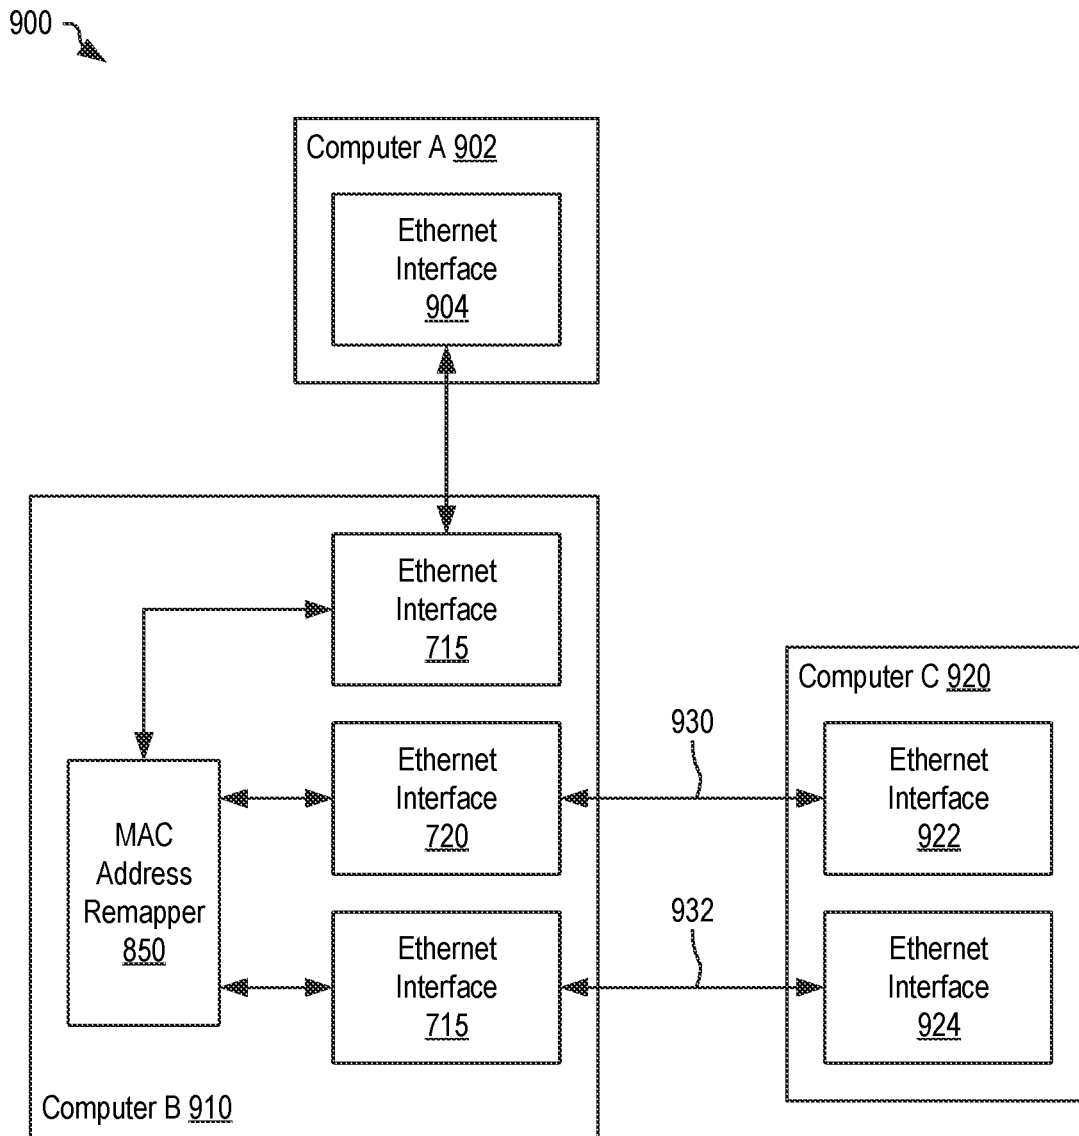 900
Computer A 902
Ethernet
Interface
904
Ethernet
Interface
715
Computer C 920
930
Ethernet
Interface
720
Ethernet
Interface
922
MAC
Address
Remapper
850
932
Ethernet
Interface
715
Ethernet
Interface
924
Computer B 910